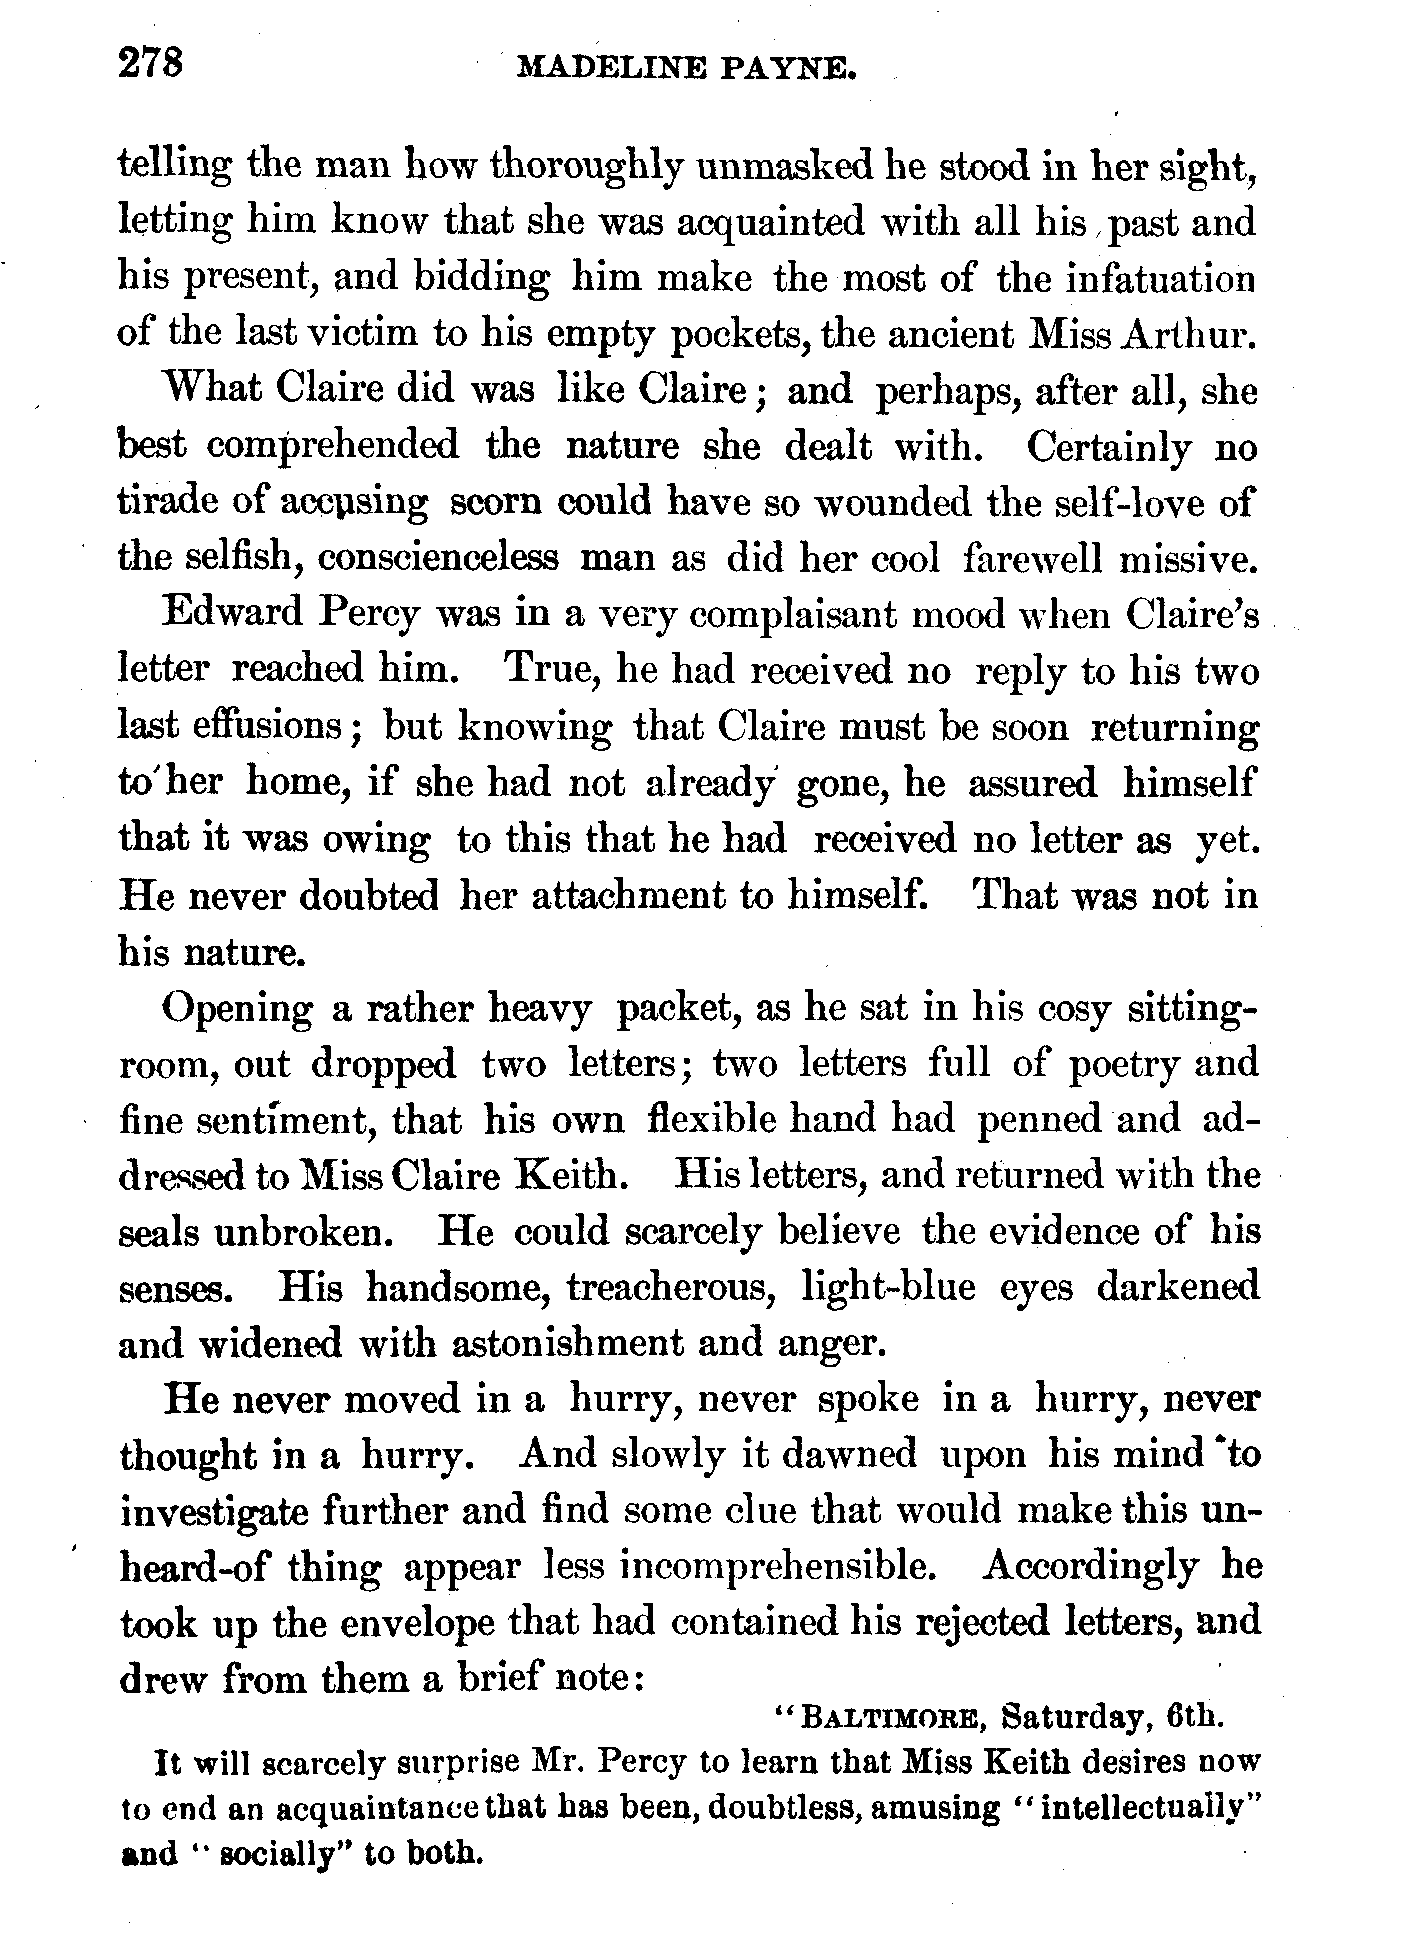 278 MADELINE PAYNE.
telling the man how thoroughly unmasked he stood in her sight,
letting him know that she was acquainted with all his past and
his present, and bidding him make the most of the infatuation
of the last victim to his empty pockets, the ancient Miss Arthur.
What Claire did was like Claire; and perhaps, after all, she
best comprehended the nature she dealt with. Certainly no
tirade of accusing scorn could have so wounded the self-love of
the selfish, conscienceless man as did her cool farewell missive.
Edward Percy was in a very complaisant mood when Claire's
letter reached him. True, he had received no reply to his two
last effusions; but knowing that Claire must be soon returning
to her home, if she had not already gone, he assured himself
that it was owing to this that he had received no letter as yet.
He never doubted her attachment to himself. That was not in
his nature.
Opening a rather heavy packet, as he sat in his cosy sitting-
room, out dropped two letters; two letters full of poetry and
fine sentiment, that his own flexible hand had penned and ad-
dressed to Miss Claire Keith. His letters, and returned with the
seals unbroken. He could scarcely believe the evidence of his
senses. His handsome, treacherous, light-blue eyes darkened
and widened with astonishment and anger.
He never moved in a hurry, never spoke in a hurry, never
thought in a hurry. And slowly it dawned upon his mind to
investigate further and find some clue that would make this un-
heard-of thing appear less incomprehensible. Accordingly he
took up the envelope that had contained his rejected letters, and
drew from them a brief note:
"BALTIMORE, Saturday, 6th.
It will scarcely surprise Mr. Percy to learn that Miss Keith desires now
to end an acquaintance that has been, doubtless, amusing "intellectually"
and "socially" to both.